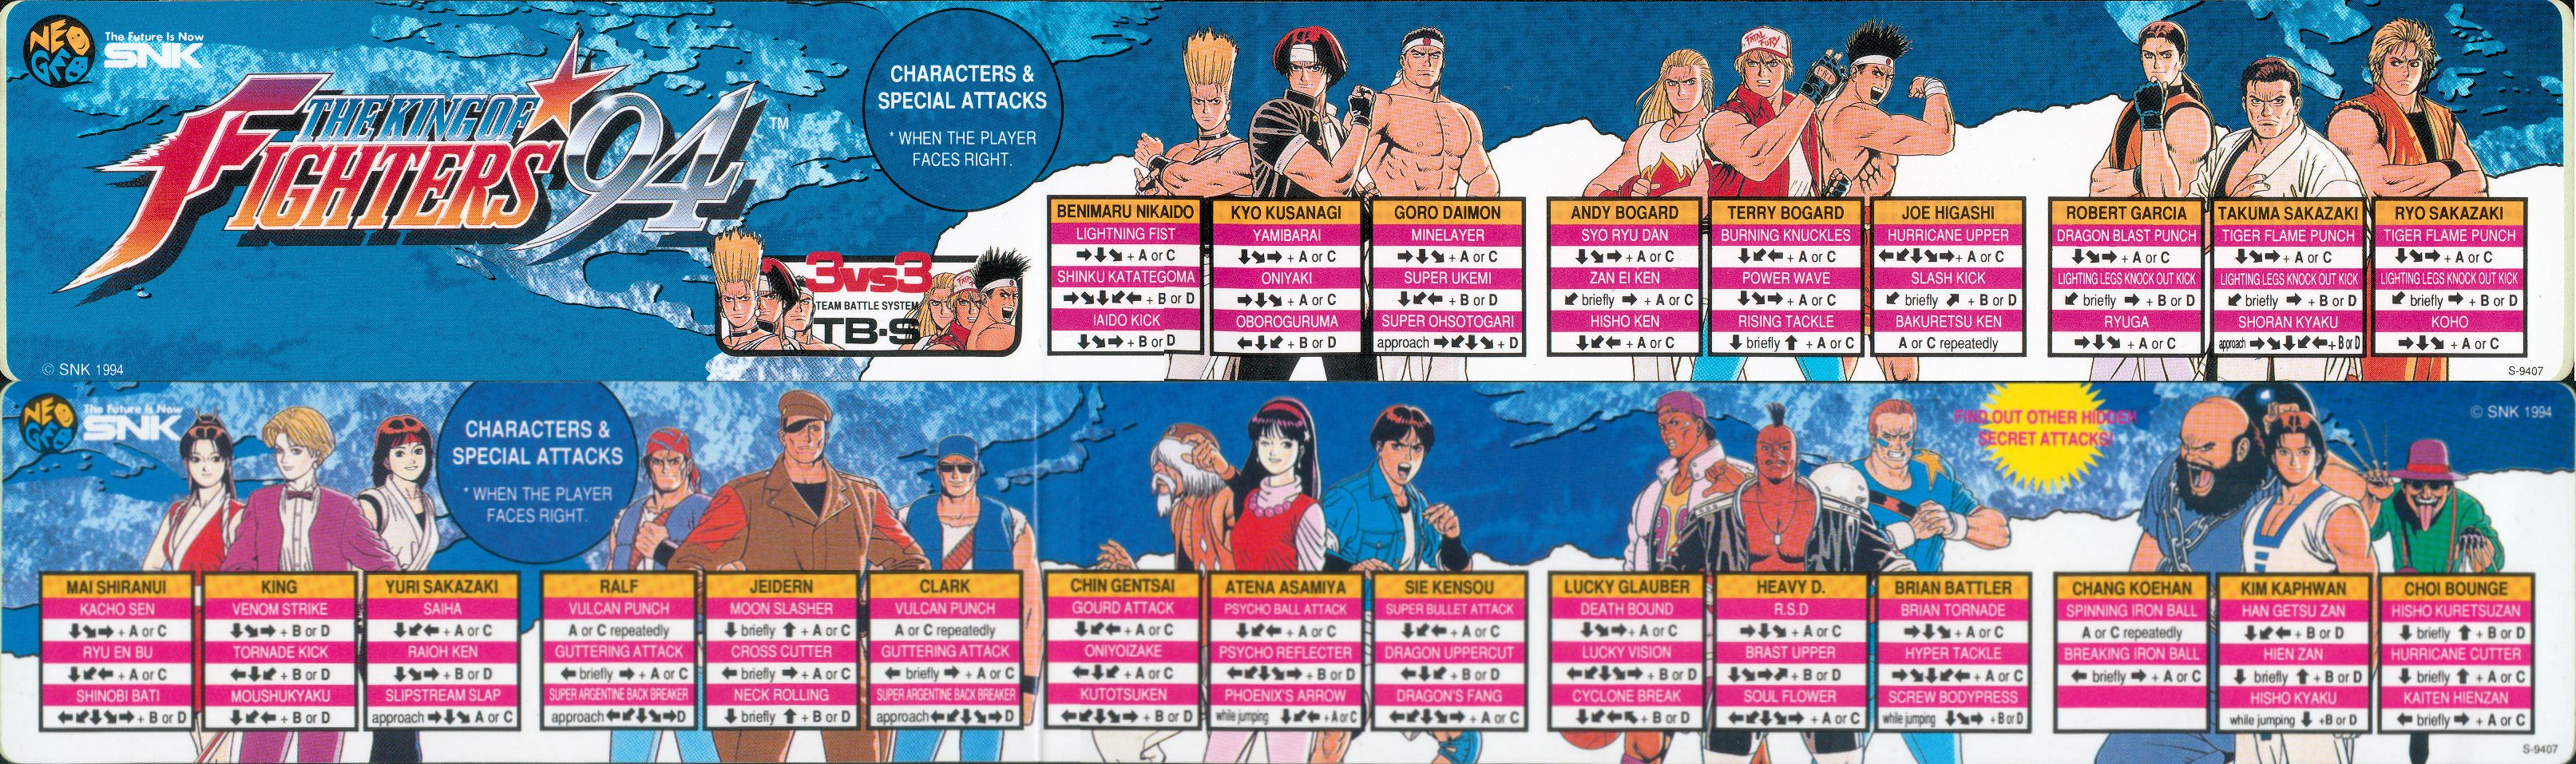 NEO GEO
The Future Is Now
SNK
THE KING OF
FIGHTERS '94 TM
3vs3
TEAM BATTLE SYSTEM
TB·S
© SNK 1994
CHARACTERS &
SPECIAL ATTACKS
* WHEN THE PLAYER
FACES RIGHT.
FATAL FURY
BENIMARU NIKAIDO
LIGHTNING FIST
➡⬇⬊ + A or C
SHINKU KATATEGOMA
➡⬊⬇⬋⬅ + B or D
IAIDO KICK
⬇⬊➡ + B or D
KYO KUSANAGI
YAMIBARAI
⬇⬊➡ + A or C
ONIYAKI
➡⬇⬊ + A or C
OBOROGURUMA
⬅⬇⬋ + B or D
GORO DAIMON
MINELAYER
➡⬇⬊ + A or C
SUPER UKEMI
⬇⬋⬅ + B or D
SUPER OHSOTOGARI
approach ➡⬋⬇⬊ + D
ANDY BOGARD
SYO RYU DAN
⬇⬊➡ + A or C
ZAN EI KEN
⬋ briefly ➡ + A or C
HISHO KEN
⬇⬋⬅ + A or C
TERRY BOGARD
BURNING KNUCKLES
⬇⬋⬅ + A or C
POWER WAVE
⬇⬊➡ + A or C
RISING TACKLE
⬇ briefly ⬆ + A or C
JOE HIGASHI
HURRICANE UPPER
⬅⬋⬇⬊➡ + A or C
SLASH KICK
⬋ briefly ⬈ + B or D
BAKURETSU KEN
A or C repeatedly
ROBERT GARCIA
DRAGON BLAST PUNCH
⬇⬊➡ + A or C
LIGHTING LEGS KNOCK OUT KICK
⬋ briefly ➡ + B or D
RYUGA
➡⬇⬊ + A or C
TAKUMA SAKAZAKI
TIGER FLAME PUNCH
⬇⬊➡ + A or C
LIGHTING LEGS KNOCK OUT KICK
⬋ briefly ➡ + B or D
SHORAN KYAKU
approach ➡⬊⬇⬋⬅ + B or D
RYO SAKAZAKI
TIGER FLAME PUNCH
⬇⬊➡ + A or C
LIGHTING LEGS KNOCK OUT KICK
⬋ briefly ➡ + B or D
KOHO
➡⬇⬊ + A or C
S-9407
NEO GEO
The Future Is Now
SNK
CHARACTERS &
SPECIAL ATTACKS
* WHEN THE PLAYER
FACES RIGHT.
FIND OUT OTHER HIDDEN
SECRET ATTACKS!
© SNK 1994
MAI SHIRANUI
KACHO SEN
⬇⬊➡ + A or C
RYU EN BU
⬇⬋⬅ + A or C
SHINOBI BATI
⬅⬋⬇⬊➡ + B or D
KING
VENOM STRIKE
⬇⬊➡ + B or D
TORNADE KICK
⬅⬇⬋ + B or D
MOUSHUKYAKU
⬇⬋⬅ + B or D
YURI SAKAZAKI
SAIHA
⬇⬋⬅ + A or C
RAIOH KEN
⬇⬊➡ + B or D
SLIPSTREAM SLAP
approach ➡⬇⬊ A or C
RALF
VULCAN PUNCH
A or C repeatedly
GUTTERING ATTACK
⬅ briefly ➡ + A or C
SUPER ARGENTINE BACK BREAKER
approach ⬅⬋⬇⬊➡ D
JEIDERN
MOON SLASHER
⬇ briefly ⬆ + A or C
CROSS CUTTER
⬅ briefly ➡ + A or C
NECK ROLLING
⬇ briefly ⬆ + B or D
CLARK
VULCAN PUNCH
A or C repeatedly
GUTTERING ATTACK
⬅ briefly ➡ + A or C
SUPER ARGENTINE BACK BREAKER
approach ⬅⬋⬇⬊➡ D
CHIN GENTSAI
GOURD ATTACK
⬇⬋⬅ + A or C
ONIYOIZAKE
⬅⬇⬋ + A or C
KUTOTSUKEN
⬅⬋⬇⬊➡ + B or D
ATENA ASAMIYA
PSYCHO BALL ATTACK
⬇⬋⬅ + A or C
PSYCHO REFLECTER
⬅⬋⬇⬊➡ + B or D
PHOENIX'S ARROW
while jumping ⬇⬋⬅ + A or C
SIE KENSOU
SUPER BULLET ATTACK
⬇⬋⬅ + A or C
DRAGON UPPERCUT
⬅⬇⬋ + B or D
DRAGON'S FANG
⬅⬋⬇⬊➡ + A or C
LUCKY GLAUBER
DEATH BOUND
⬇⬊➡ + A or C
LUCKY VISION
⬅⬋⬇⬊➡ + B or D
CYCLONE BREAK
⬇⬋⬅⬉ + B or D
HEAVY D.
R.S.D
➡⬇⬊ + A or C
BRAST UPPER
⬇⬊➡⬈ + B or D
SOUL FLOWER
⬅⬋⬇⬊➡ + A or C
BRIAN BATTLER
BRIAN TORNADE
➡⬇⬊ + A or C
HYPER TACKLE
➡⬊⬇⬋⬅ + A or C
SCREW BODYPRESS
while jumping ⬇⬊➡ + B or D
CHANG KOEHAN
SPINNING IRON BALL
A or C repeatedly
BREAKING IRON BALL
⬅ briefly ➡ + A or C
KIM KAPHWAN
HAN GETSU ZAN
⬇⬋⬅ + B or D
HIEN ZAN
⬇ briefly ⬆ + B or D
HISHO KYAKU
while jumping ⬇ + B or D
CHOI BOUNGE
HISHO KURETSUZAN
⬇ briefly ⬆ + B or D
HURRICANE CUTTER
⬇ briefly ⬆ + A or C
KAITEN HIENZAN
⬅ briefly ➡ + A or C
S-9407